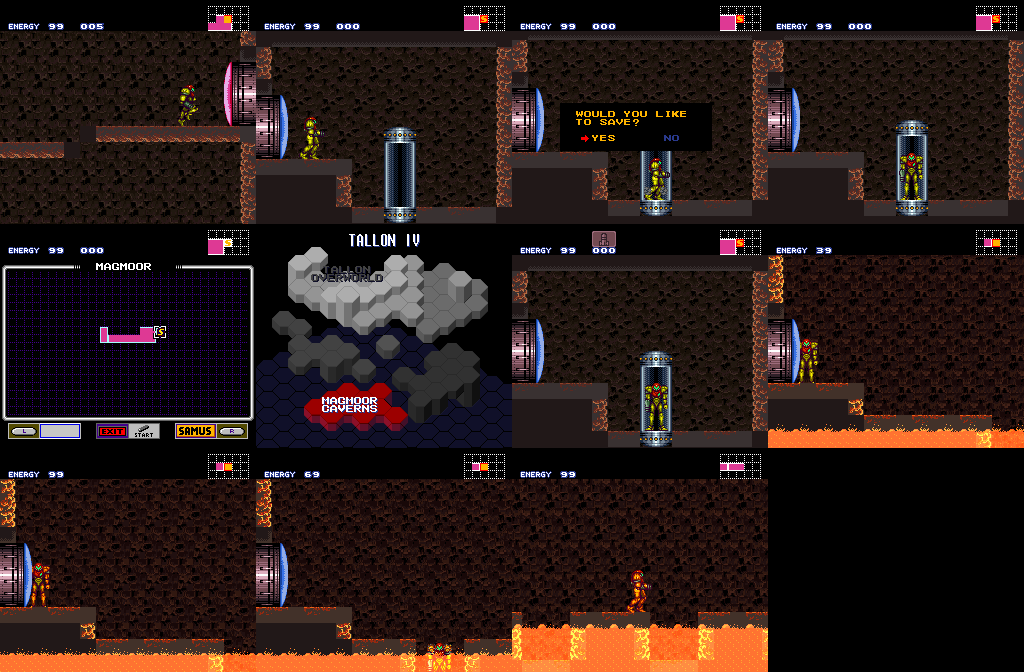 ENERGY 99 005
ENERGY 99 000
ENERGY 99 000
WOULD YOU LIKE
TO SAVE?
YES NO
ENERGY 99 000
ENERGY 99 000
MAGMOOR
S
L
EXIT
START
SAMUS
R
TALLON IV
TALLON
OVERWORLD
MAGMOOR
CAVERNS
ENERGY 99 000
ENERGY 39
ENERGY 99
ENERGY 69
ENERGY 99